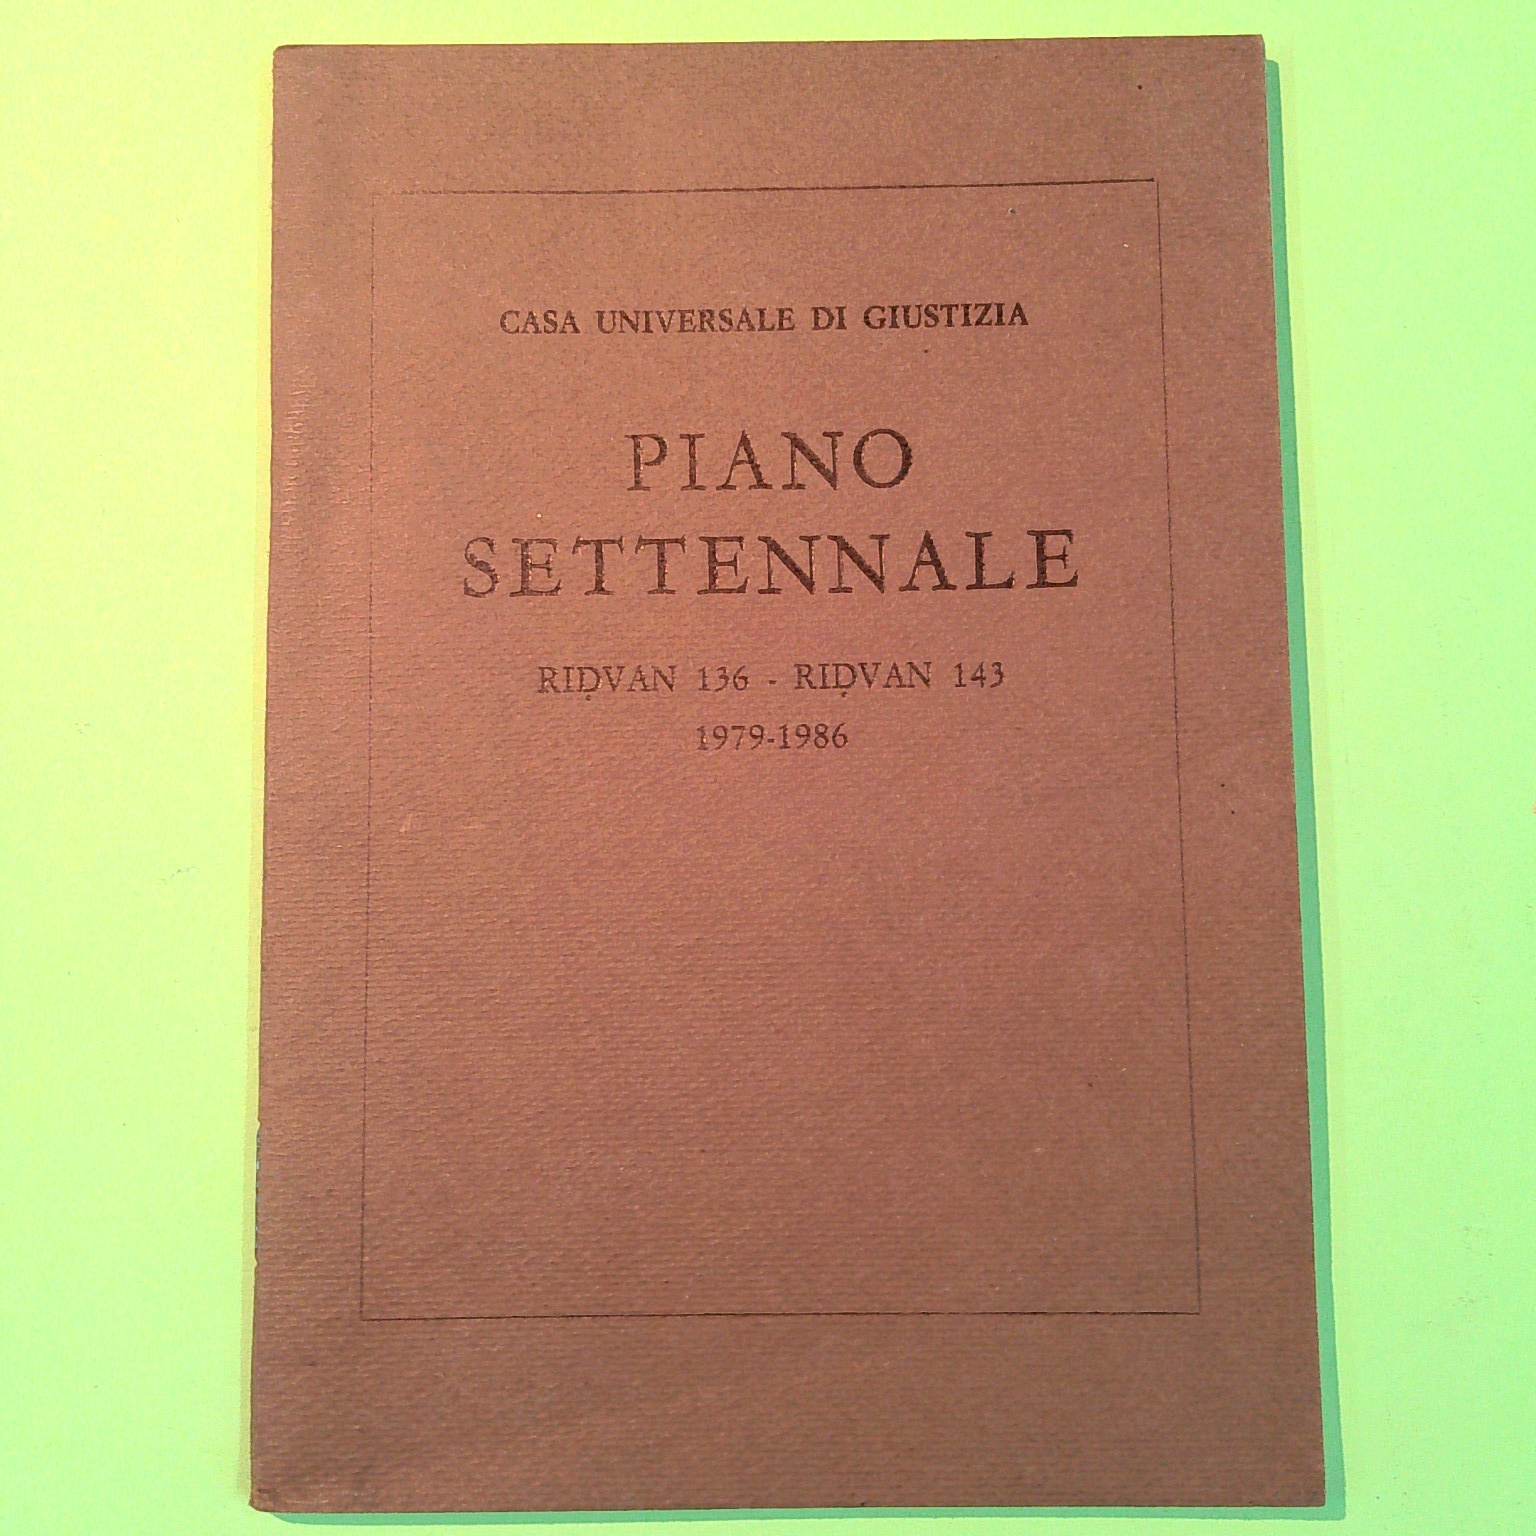 CASA UNIVERSALE DI GIUSTIZIA
PIANO
SETTENNALE
RIḌVAN 136 - RIḌVAN 143
1979-1986